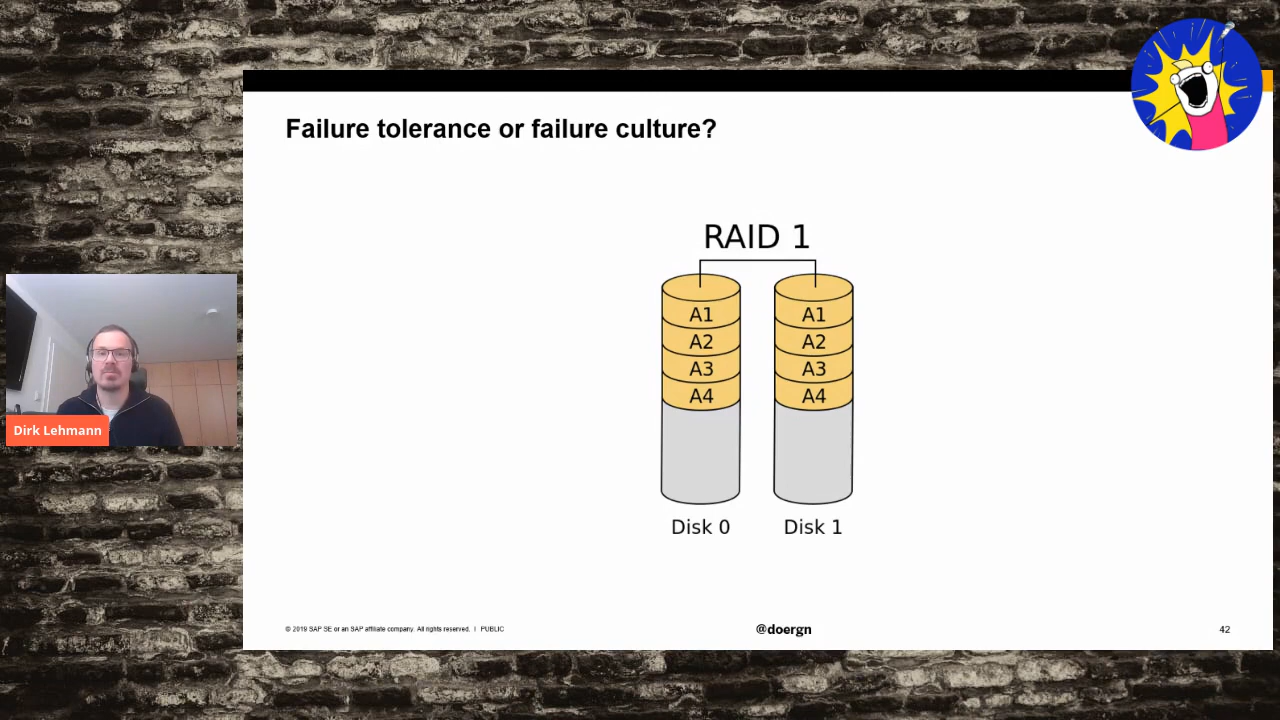 Failure tolerance or failure culture?
RAID 1
A1
A1
A2
A2
A3
A3
A4
A4
Disk 0
Disk 1
Dirk Lehmann
© 2019 SAP SE or an SAP affiliate company. All rights reserved. | PUBLIC
@doergn
42